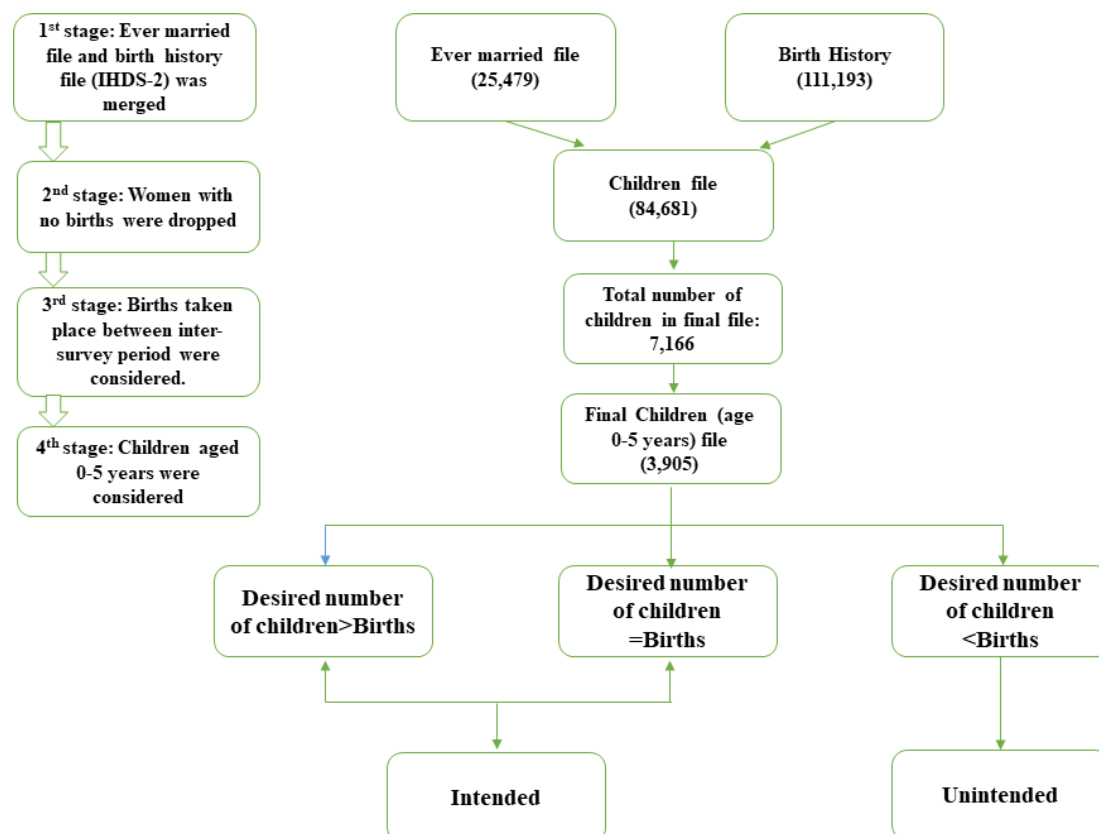 1st stage: Ever married
file and birth history
file (IHDS-2) was
merged
2nd stage: Women with
no births were dropped
3rd stage: Births taken
place between inter-
survey period were
considered.
4th stage: Children aged
0-5 years were
considered
Ever married file
(25,479)
Birth History
(111,193)
Children file
(84,681)
Total number of
children in final file:
7,166
Final Children (age
0-5 years) file
(3,905)
Desired number
of children>Births
Desired number
of children
=Births
Desired number
of children
<Births
Intended
Unintended